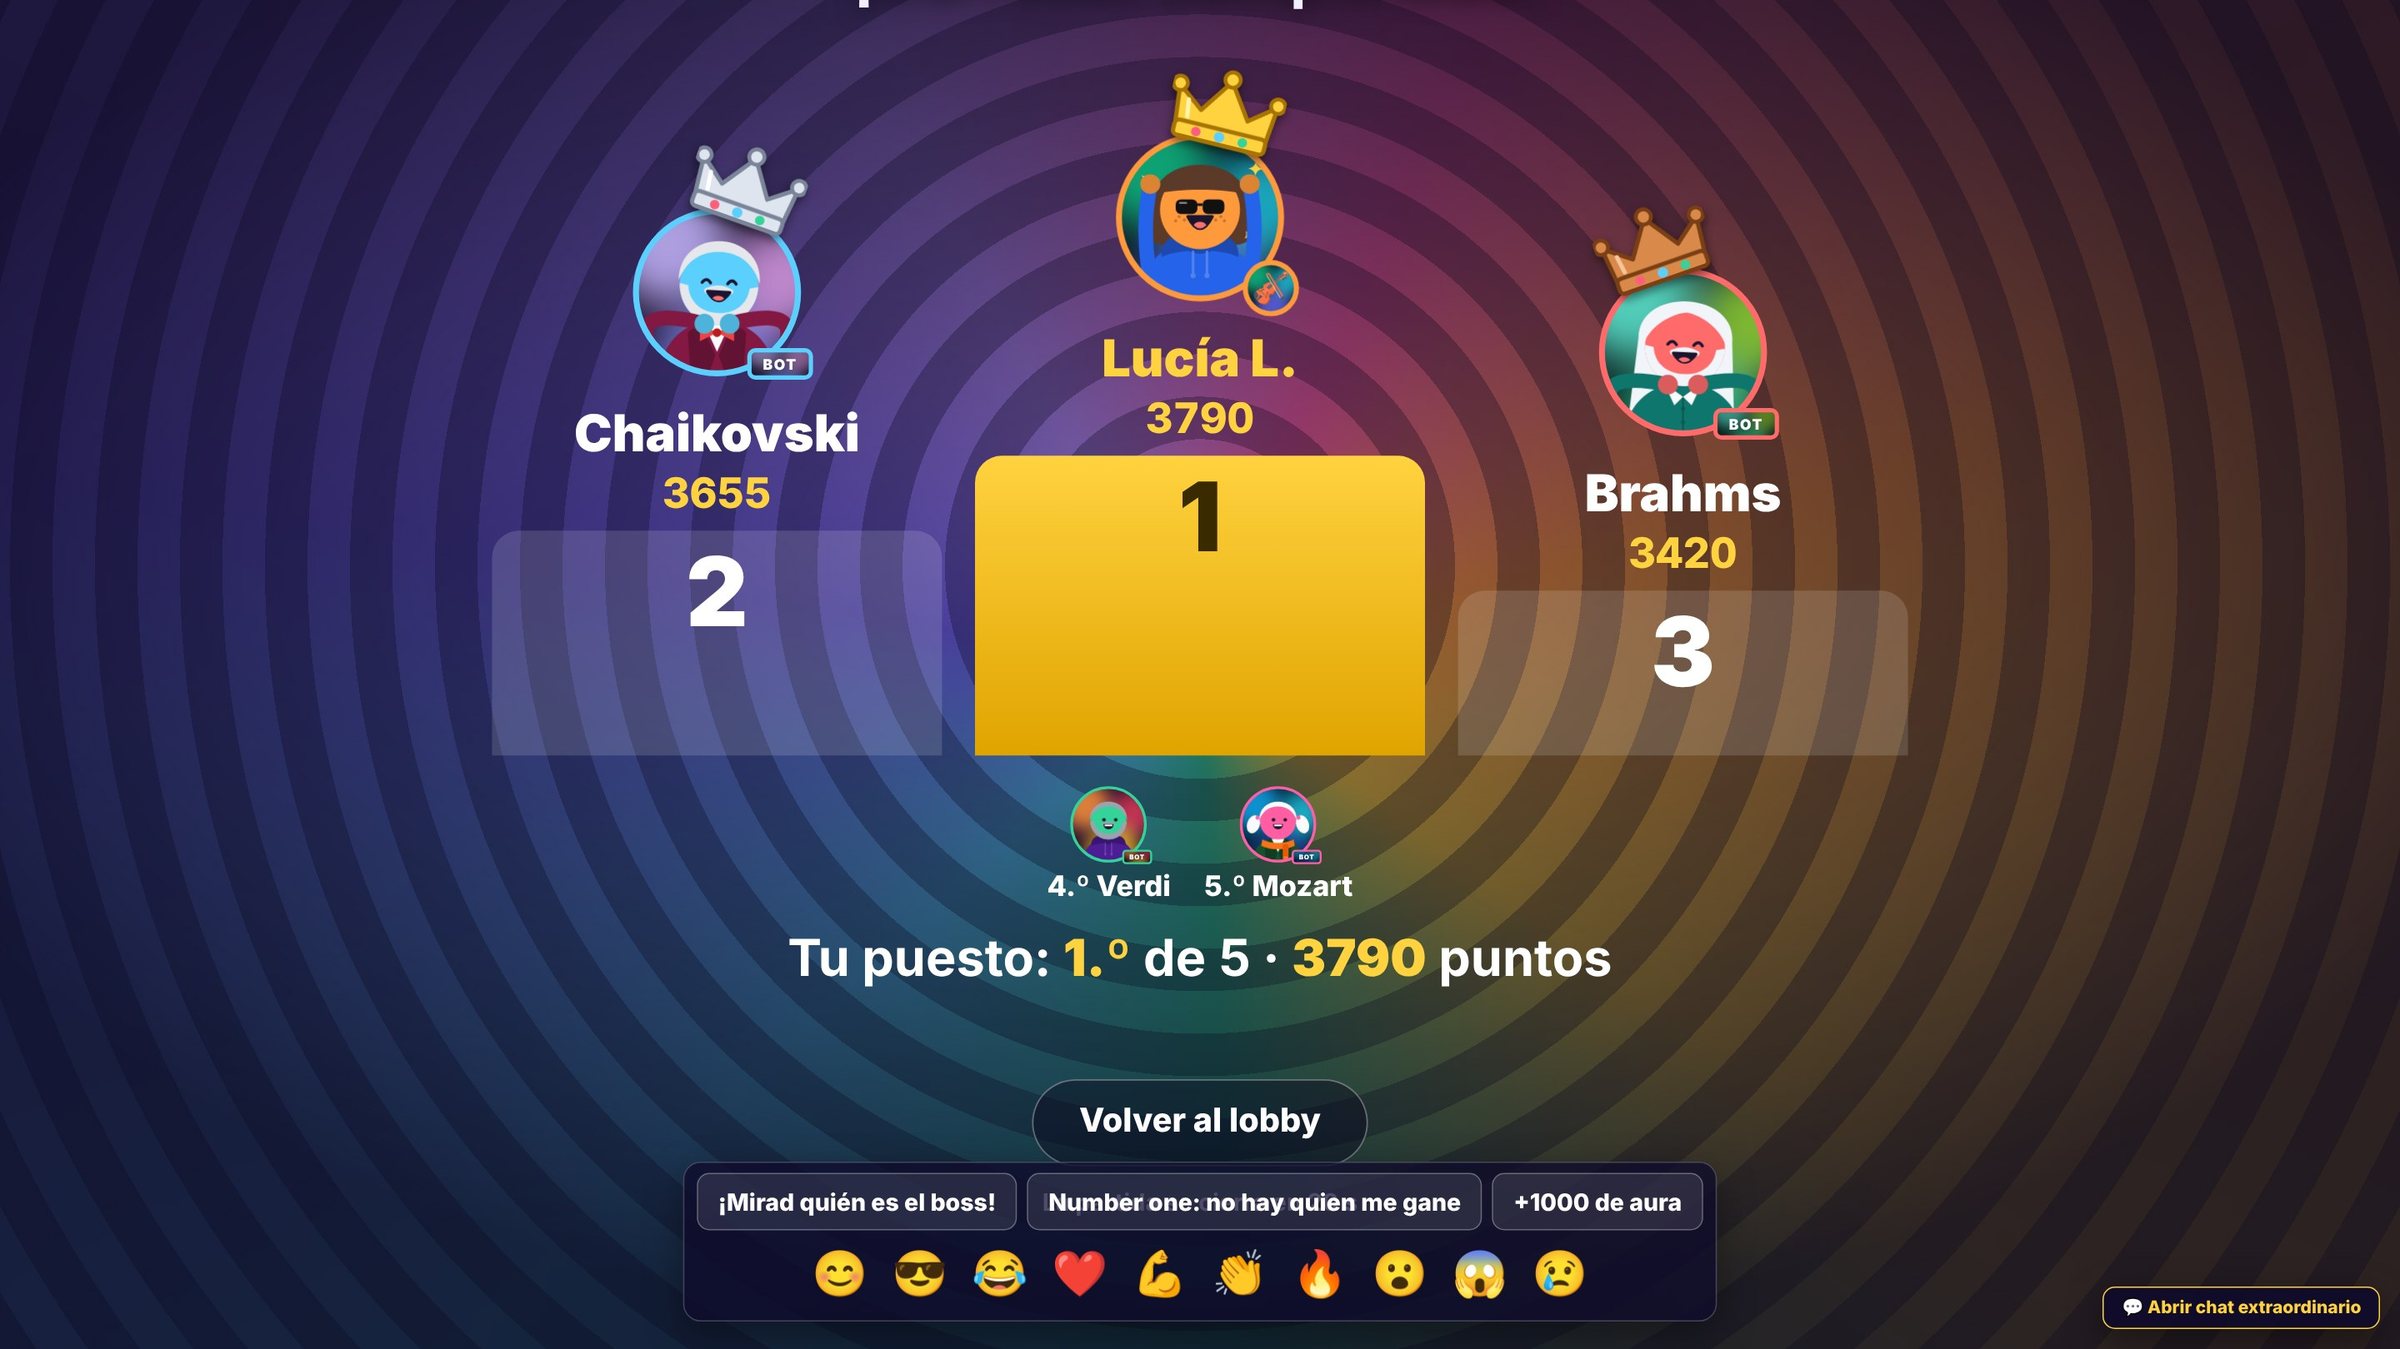 Lucía L.
3790
1
BOT
Chaikovski
3655
2
BOT
Brahms
3420
3
BOT
BOT
4.º Verdi
5.º Mozart
Tu puesto: 1.º de 5 · 3790 puntos
Volver al lobby
¡Mirad quién es el boss!
Number one: no hay quien me gane
+1000 de aura
Abrir chat extraordinario